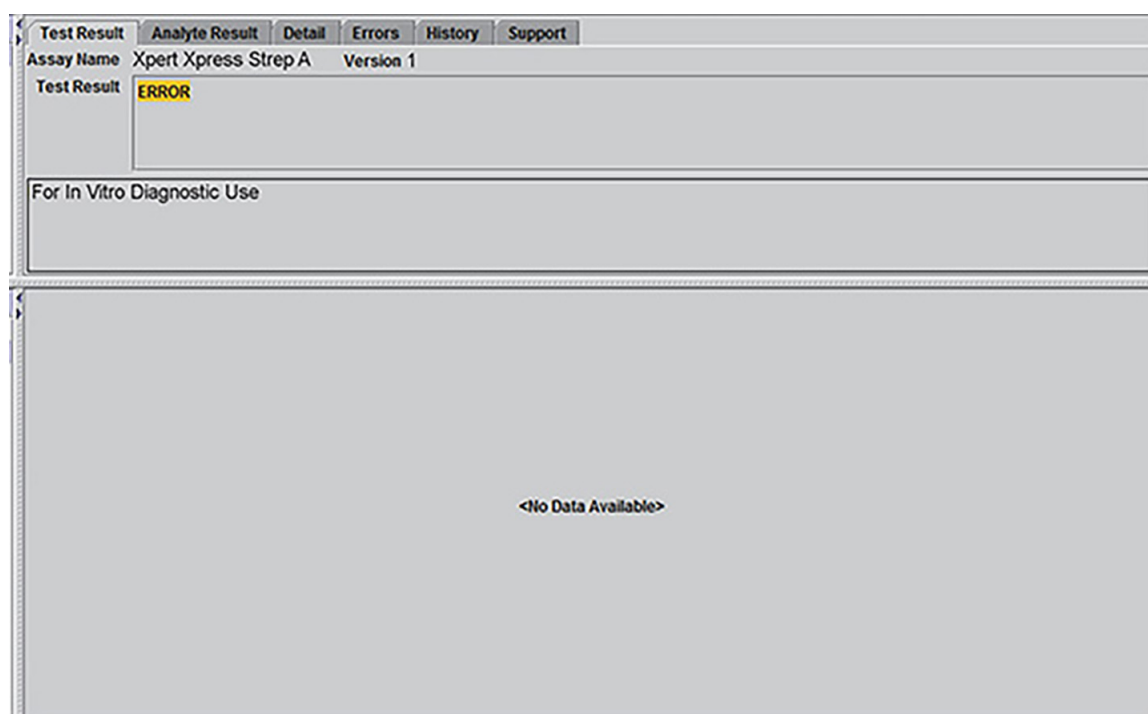 Test Result Analyte Result Detail Errors History Support
Assay Name Xpert Xpress Strep A Version 1
Test Result ERROR
For In Vitro Diagnostic Use
<No Data Available>